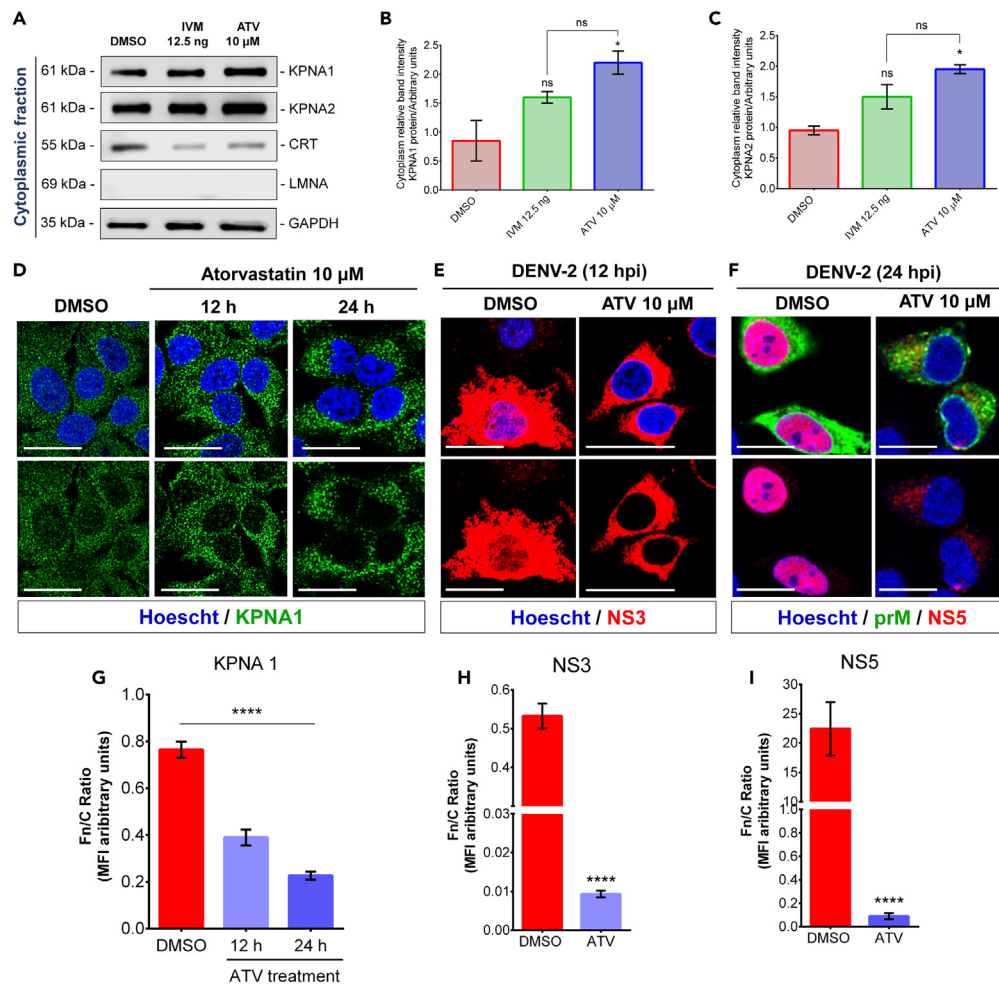 A
Cytoplasmic fraction
DMSO
IVM
12.5 ng
ATV
10 µM
61 kDa - - KPNA1
61 kDa - - KPNA2
55 kDa - - CRT
69 kDa - - LMNA
35 kDa - - GAPDH
B
Cytoplasm relative band intensity
KPNA1 protein/Arbitrary units
2.5
2.0
1.5
1.0
0.5
0.0
ns
ns
*
DMSO
IVM 12.5 ng
ATV 10 µM
C
Cytoplasm relative band intensity
KPNA2 protein/Arbitrary units
2.5
2.0
1.5
1.0
0.5
0.0
ns
ns
*
DMSO
IVM 12.5 ng
ATV 10 µM
D
Atorvastatin 10 µM
DMSO 12 h 24 h
Hoescht / KPNA1
E
DENV-2 (12 hpi)
DMSO ATV 10 µM
Hoescht / NS3
F
DENV-2 (24 hpi)
DMSO ATV 10 µM
Hoescht / prM / NS5
G
KPNA 1
Fn/C Ratio
(MFI aribitrary units)
1.0
0.8
0.6
0.4
0.2
0.0
****
DMSO 12 h 24 h
ATV treatment
H
NS3
Fn/C Ratio
(MFI aribitrary units)
0.6
0.5
0.4
0.03
0.02
0.01
0.00
****
DMSO ATV
I
NS5
Fn/C Ratio
(MFI aribitrary units)
30
25
20
15
10
1.0
0.8
0.6
0.4
0.2
0.0
****
DMSO ATV